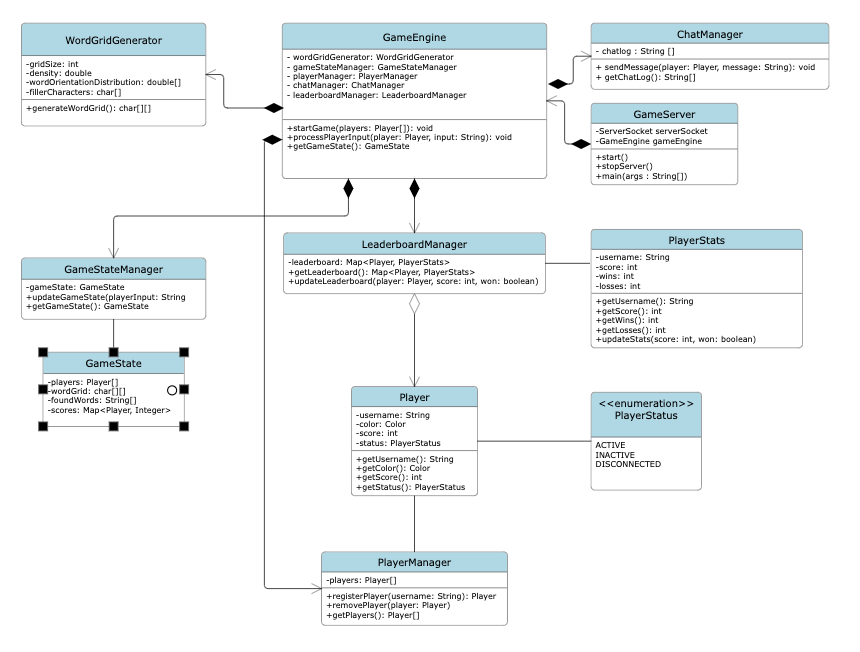 WordGridGenerator
-gridSize: int
-density: double
-wordOrientationDistribution: double[]
-fillerCharacters: char[]
+generateWordGrid(): char[][]
GameEngine
- wordGridGenerator: WordGridGenerator
- gameStateManager: GameStateManager
- playerManager: PlayerManager
- chatManager: ChatManager
- leaderboardManager: LeaderboardManager
+startGame(players: Player[]): void
+processPlayerInput(player: Player, input: String): void
+getGameState(): GameState
ChatManager
- chatlog : String []
+ sendMessage(player: Player, message: String): void
+ getChatLog(): String[]
GameServer
-ServerSocket serverSocket
-GameEngine gameEngine
+start()
+stopServer()
+main(args : String[])
GameStateManager
-gameState: GameState
+updateGameState(playerInput: String
+getGameState(): GameState
LeaderboardManager
-leaderboard: Map<Player, PlayerStats>
+getLeaderboard(): Map<Player, PlayerStats>
+updateLeaderboard(player: Player, score: int, won: boolean)
PlayerStats
-username: String
-score: int
-wins: int
-losses: int
+getUsername(): String
+getScore(): int
+getWins(): int
+getLosses(): int
+updateStats(score: int, won: boolean)
GameState
-players: Player[]
-wordGrid: char[][]
-foundWords: String[]
-scores: Map<Player, Integer>
Player
-username: String
-color: Color
-score: int
-status: PlayerStatus
+getUsername(): String
+getColor(): Color
+getScore(): int
+getStatus(): PlayerStatus
<<enumeration>>
PlayerStatus
ACTIVE
INACTIVE
DISCONNECTED
PlayerManager
-players: Player[]
+registerPlayer(username: String): Player
+removePlayer(player: Player)
+getPlayers(): Player[]